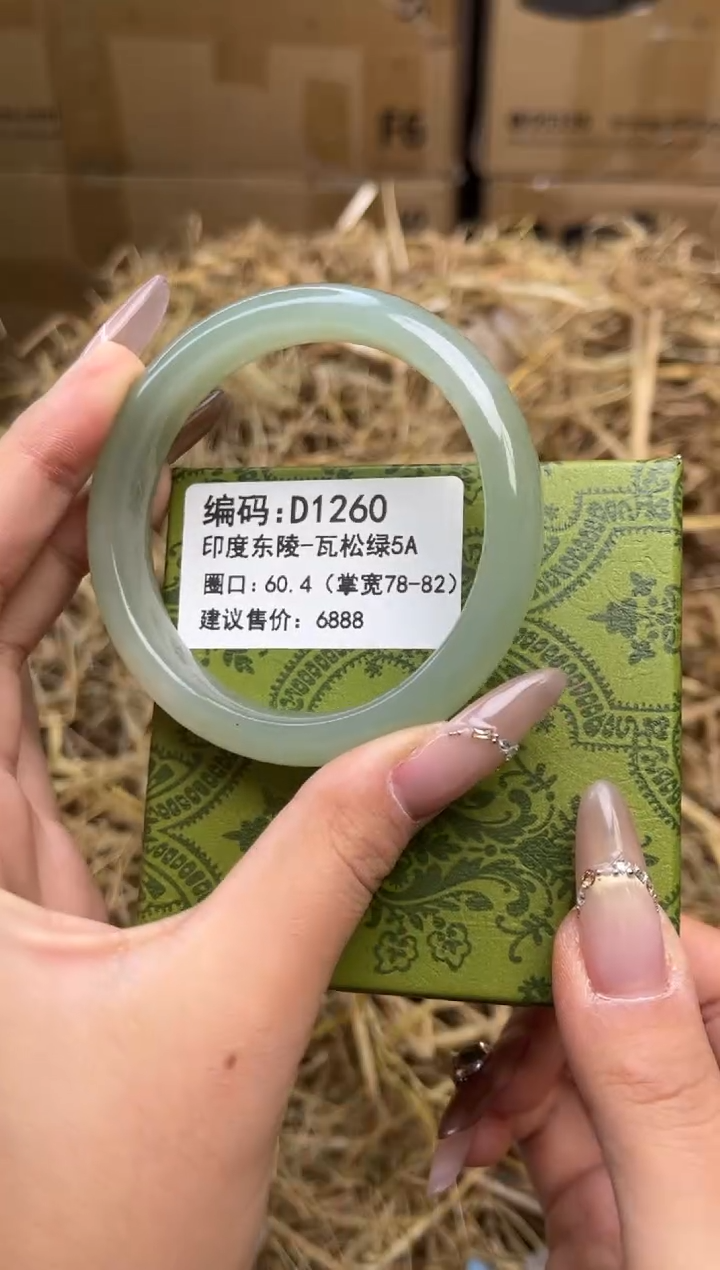 F6
编码:D1260
印度东陵-瓦松绿5A
圈口: 60.4（掌宽78-82）
建议售价: 6888